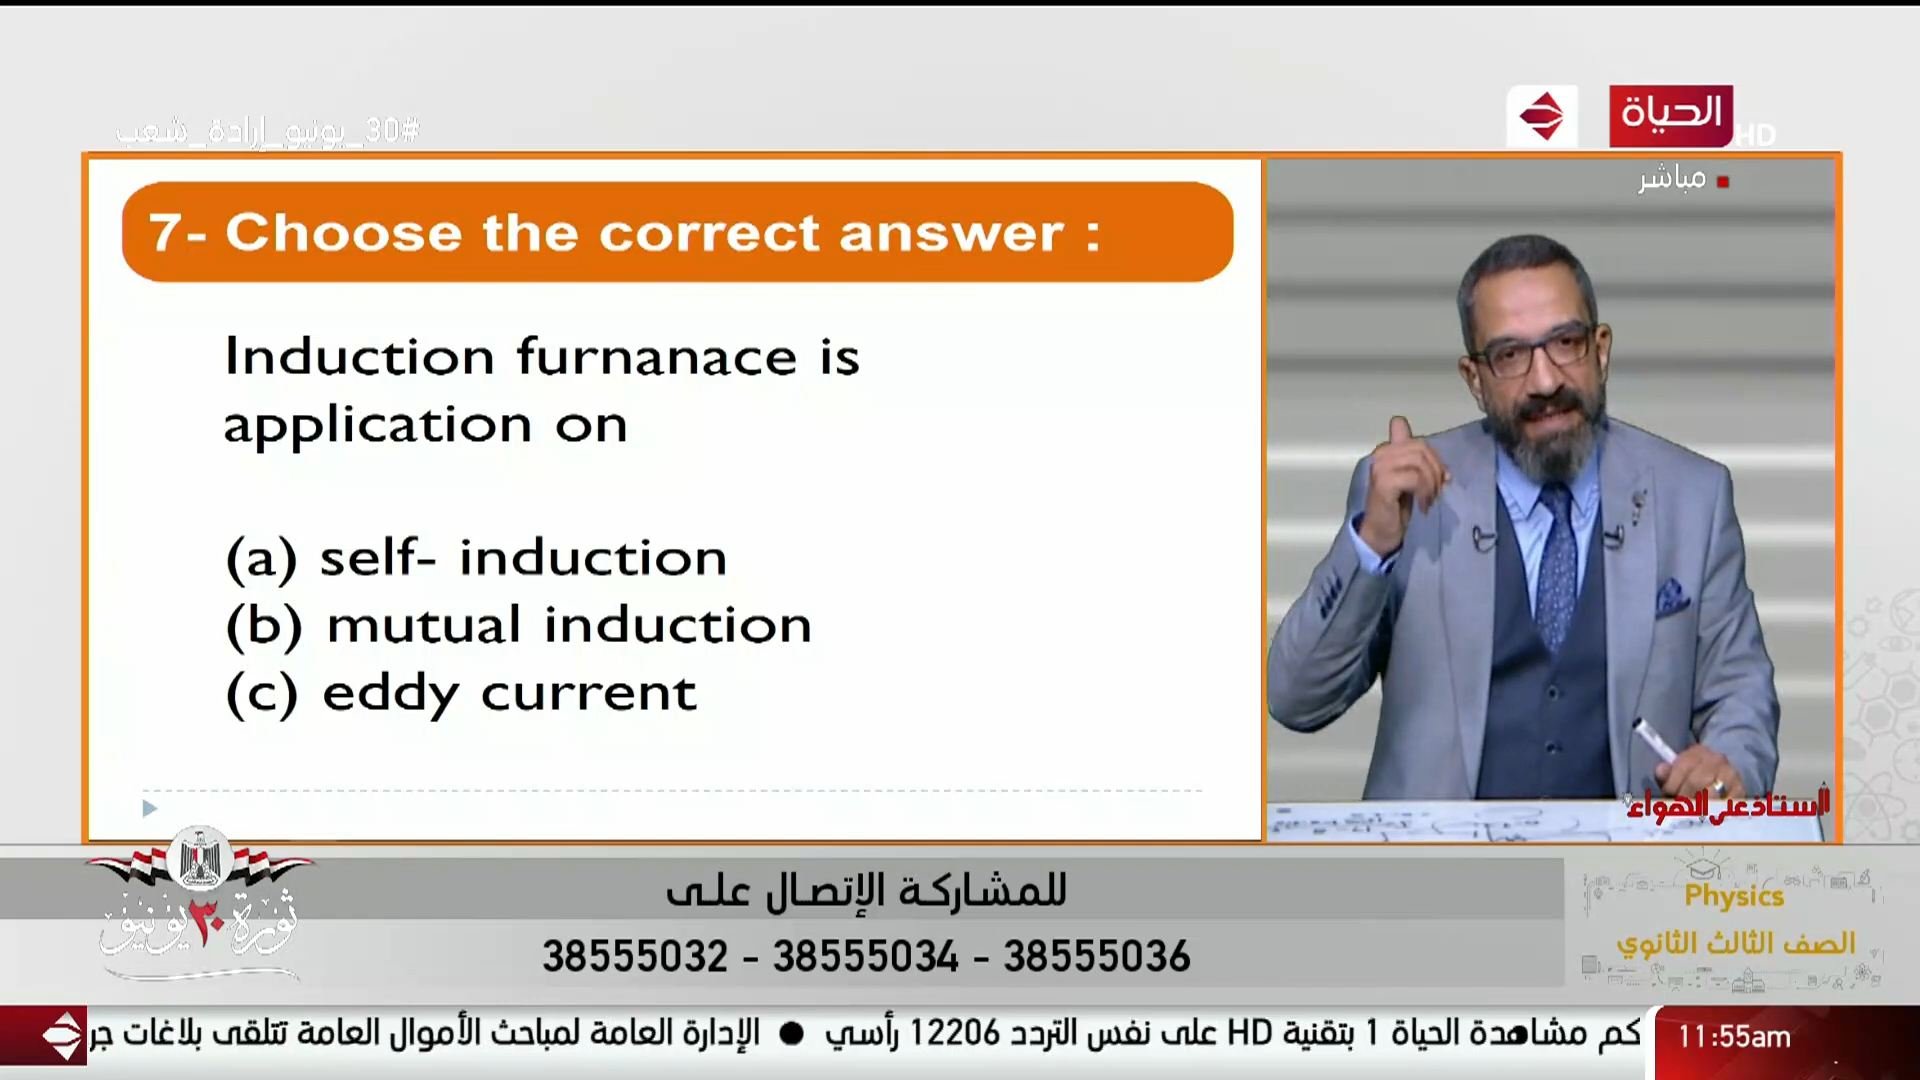 #30_يونيو_إرادة_شعب
الحياة
HD
مباشر
7- Choose the correct answer :
Induction furnanace is
application on
(a) self- induction
(b) mutual induction
(c) eddy current
أستاذ على الهواء
ثورة ٣٠ يونيو
للمشاركة الإتصال على
38555032 - 38555034 - 38555036
Physics
الصف الثالث الثانوي
كم مشاهدة الحياة 1 بتقنية HD على نفس التردد 12206 رأسي ● الإدارة العامة لمباحث الأموال العامة تتلقى بلاغات جر
11:55am